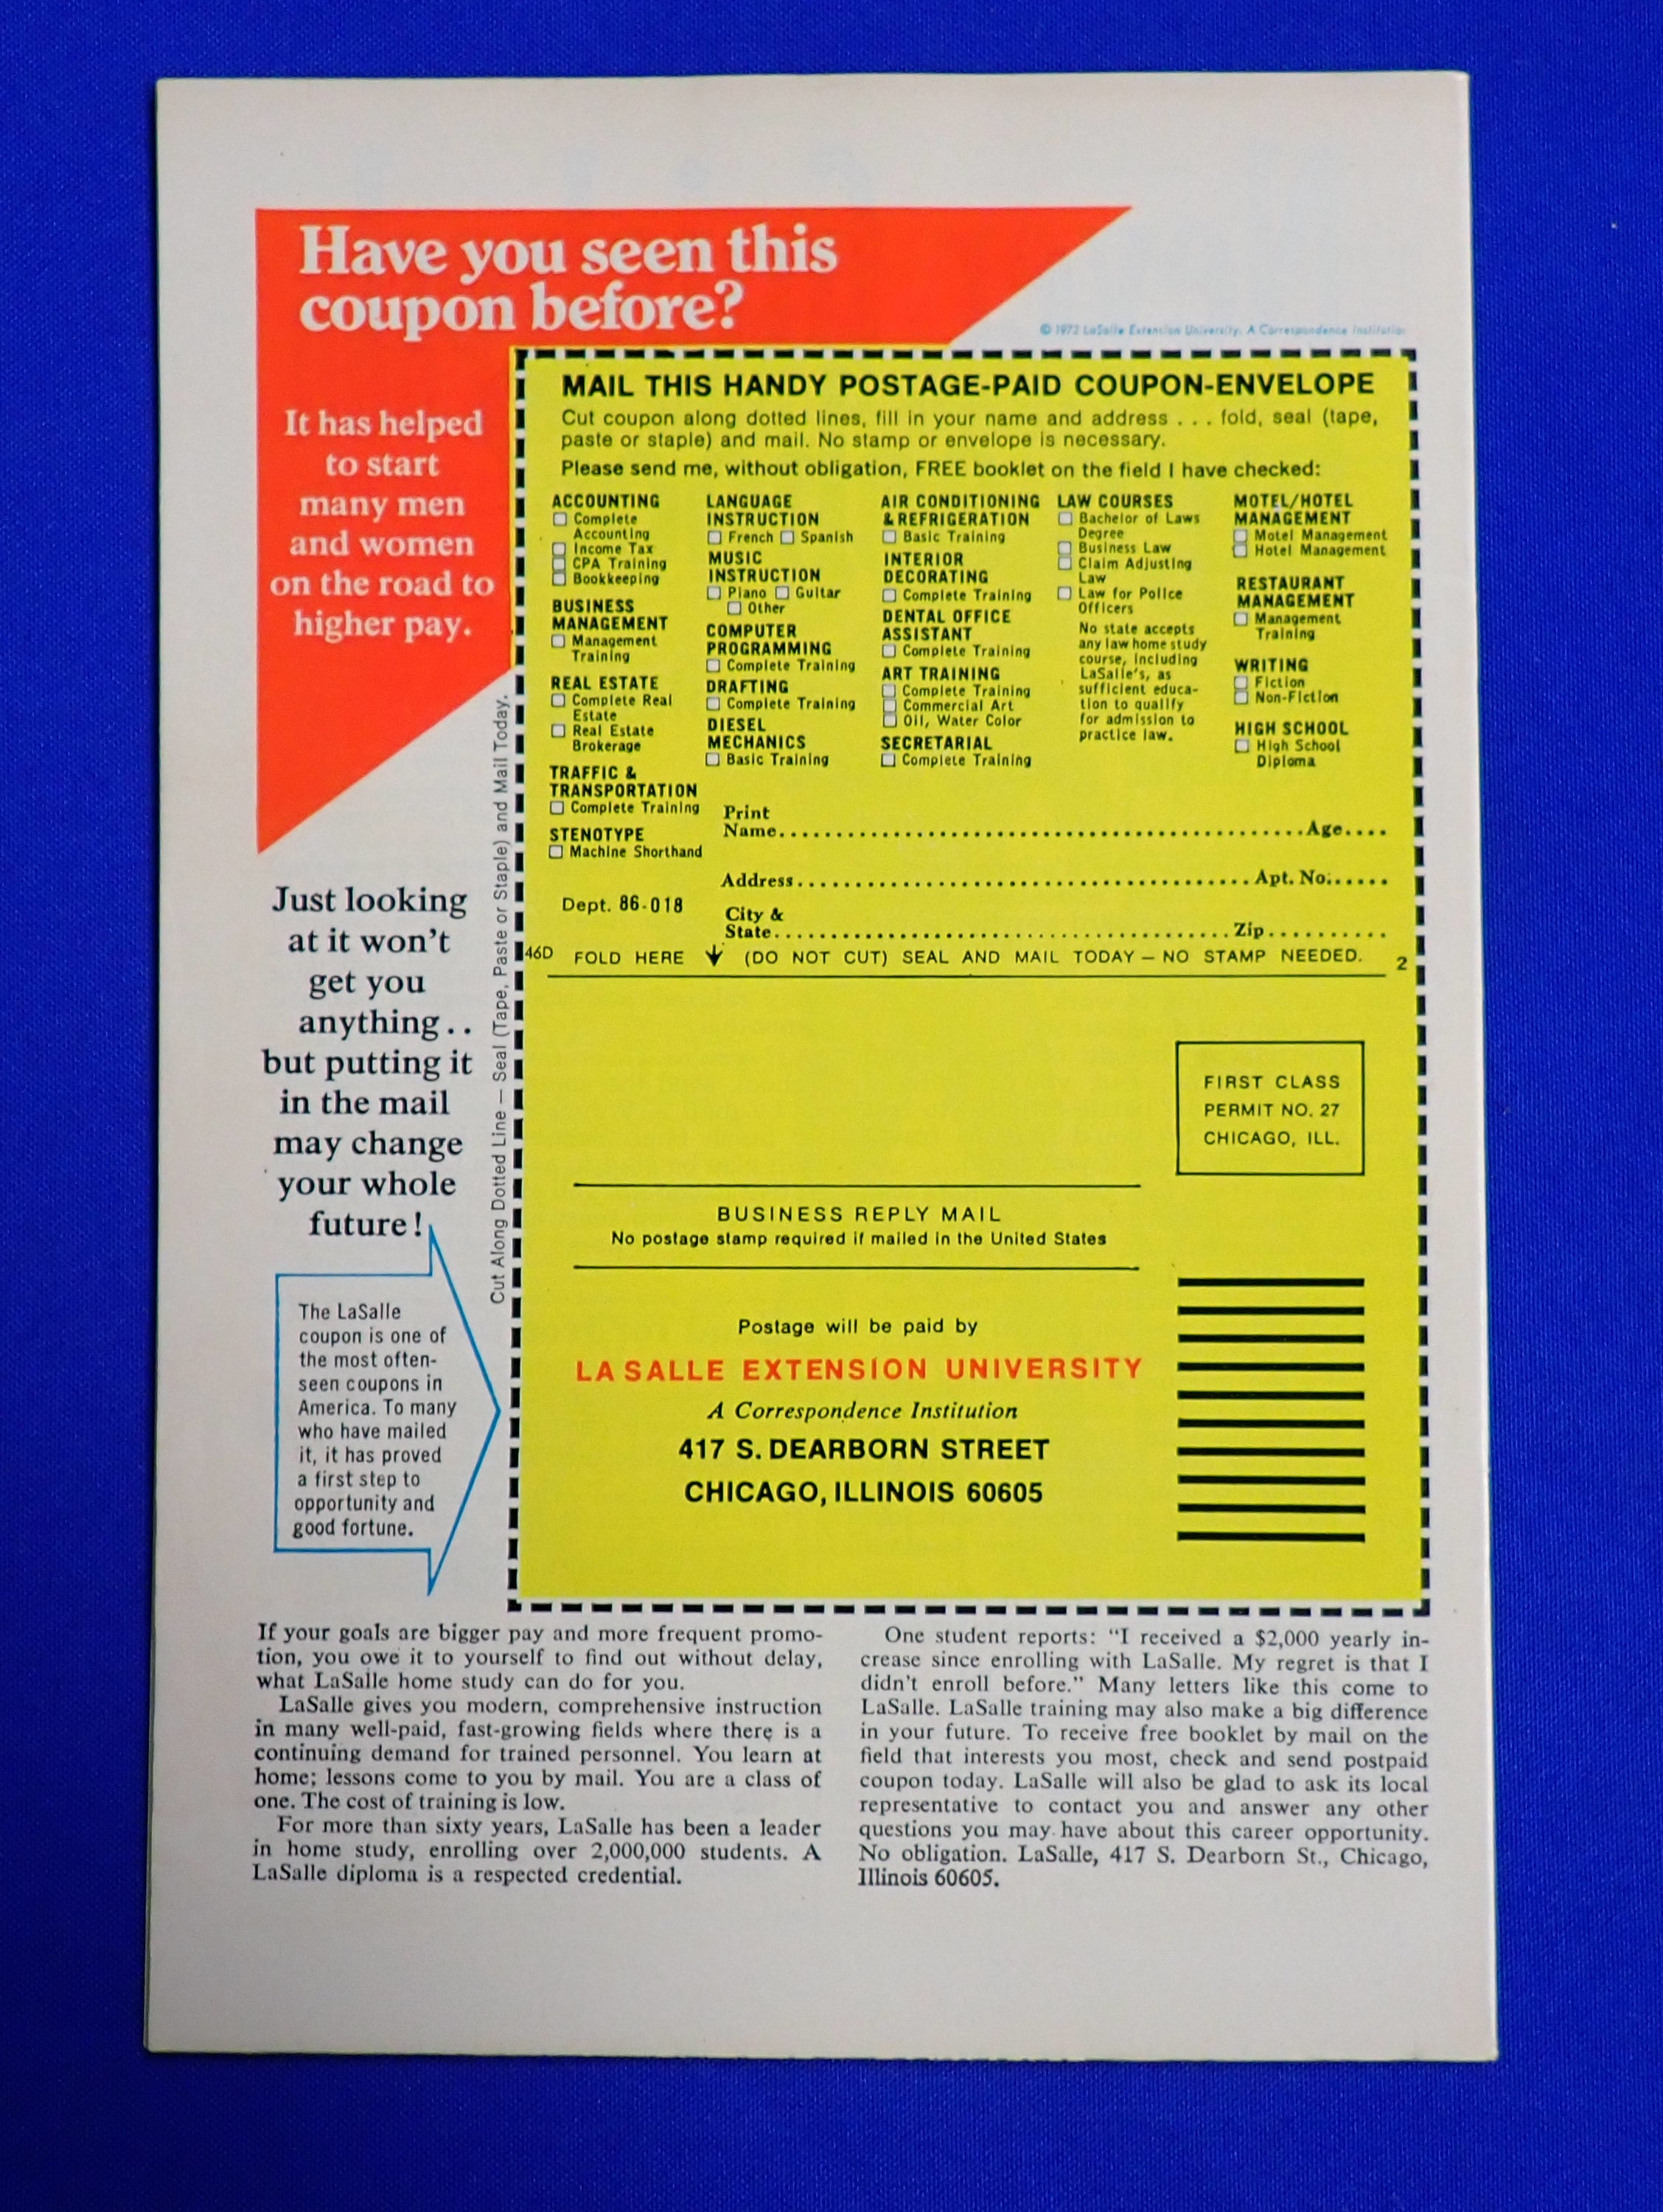 Have you seen this
coupon before?
© 1972 LaSalle Extension University, A Correspondence Institution
It has helped
to start
many men
and women
on the road to
higher pay.
Just looking
at it won't
get you
anything..
but putting it
in the mail
may change
your whole
future!
The LaSalle
coupon is one of
the most often-
seen coupons in
America. To many
who have mailed
it, it has proved
a first step to
opportunity and
good fortune.
Cut Along Dotted Line — Seal (Tape, Paste or Staple) and Mail Today.
MAIL THIS HANDY POSTAGE-PAID COUPON-ENVELOPE
Cut coupon along dotted lines, fill in your name and address . . . fold, seal (tape,
paste or staple) and mail. No stamp or envelope is necessary.
Please send me, without obligation, FREE booklet on the field I have checked:
ACCOUNTING
Complete
Accounting
Income Tax
CPA Training
Bookkeeping
BUSINESS
MANAGEMENT
Management
Training
REAL ESTATE
Complete Real
Estate
Real Estate
Brokerage
TRAFFIC &
TRANSPORTATION
Complete Training
STENOTYPE
Machine Shorthand
LANGUAGE
INSTRUCTION
French Spanish
MUSIC
INSTRUCTION
Piano Guitar
Other
COMPUTER
PROGRAMMING
Complete Training
DRAFTING
Complete Training
DIESEL
MECHANICS
Basic Training
AIR CONDITIONING
& REFRIGERATION
Basic Training
INTERIOR
DECORATING
Complete Training
DENTAL OFFICE
ASSISTANT
Complete Training
ART TRAINING
Complete Training
Commercial Art
Oil, Water Color
SECRETARIAL
Complete Training
LAW COURSES
Bachelor of Laws
Degree
Business Law
Claim Adjusting
Law
Law for Police
Officers
No state accepts
any law home study
course, including
LaSalle's, as
sufficient educa-
tion to qualify
for admission to
practice law.
MOTEL/HOTEL
MANAGEMENT
Motel Management
Hotel Management
RESTAURANT
MANAGEMENT
Management
Training
WRITING
Fiction
Non-Fiction
HIGH SCHOOL
High School
Diploma
Print
Name Age
Address Apt. No.
Dept. 86-018
City &
State Zip
46D FOLD HERE (DO NOT CUT) SEAL AND MAIL TODAY — NO STAMP NEEDED. 2
FIRST CLASS
PERMIT NO. 27
CHICAGO, ILL.
BUSINESS REPLY MAIL
No postage stamp required if mailed in the United States
Postage will be paid by
LA SALLE EXTENSION UNIVERSITY
A Correspondence Institution
417 S. DEARBORN STREET
CHICAGO, ILLINOIS 60605
If your goals are bigger pay and more frequent promo-
tion, you owe it to yourself to find out without delay,
what LaSalle home study can do for you.
LaSalle gives you modern, comprehensive instruction
in many well-paid, fast-growing fields where there is a
continuing demand for trained personnel. You learn at
home; lessons come to you by mail. You are a class of
one. The cost of training is low.
For more than sixty years, LaSalle has been a leader
in home study, enrolling over 2,000,000 students. A
LaSalle diploma is a respected credential.
One student reports: "I received a $2,000 yearly in-
crease since enrolling with LaSalle. My regret is that I
didn't enroll before." Many letters like this come to
LaSalle. LaSalle training may also make a big difference
in your future. To receive free booklet by mail on the
field that interests you most, check and send postpaid
coupon today. LaSalle will also be glad to ask its local
representative to contact you and answer any other
questions you may have about this career opportunity.
No obligation. LaSalle, 417 S. Dearborn St., Chicago,
Illinois 60605.